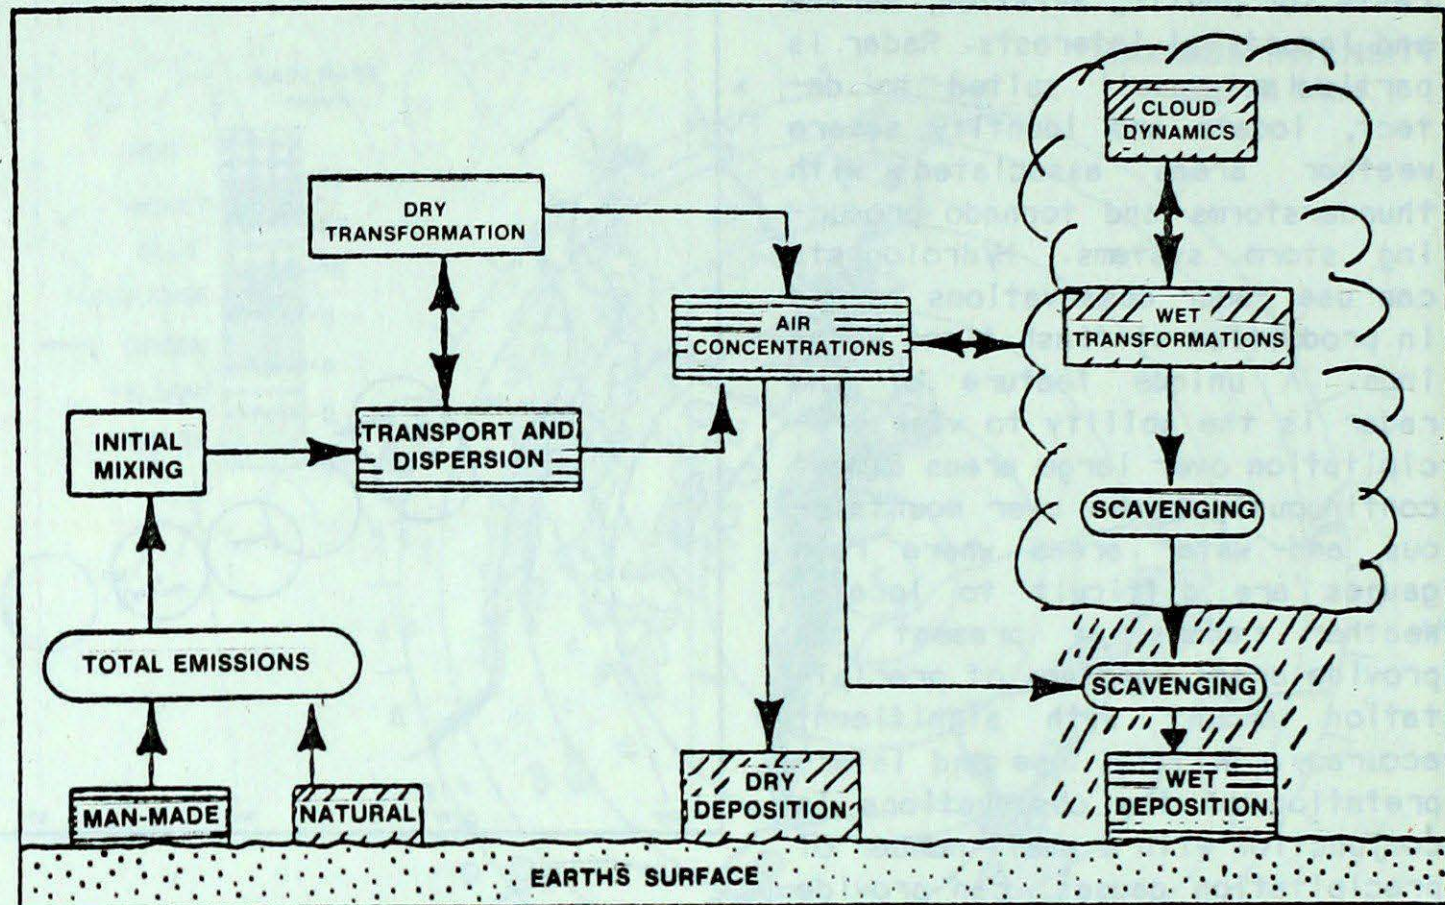 CLOUD
DYNAMICS
DRY
TRANSFORMATION
AIR
CONCENTRATIONS
WET
TRANSFORMATIONS
INITIAL
MIXING
TRANSPORT AND
DISPERSION
SCAVENGING
TOTAL EMISSIONS
SCAVENGING
MAN-MADE
NATURAL
DRY
DEPOSITION
WET
DEPOSITION
EARTH'S SURFACE